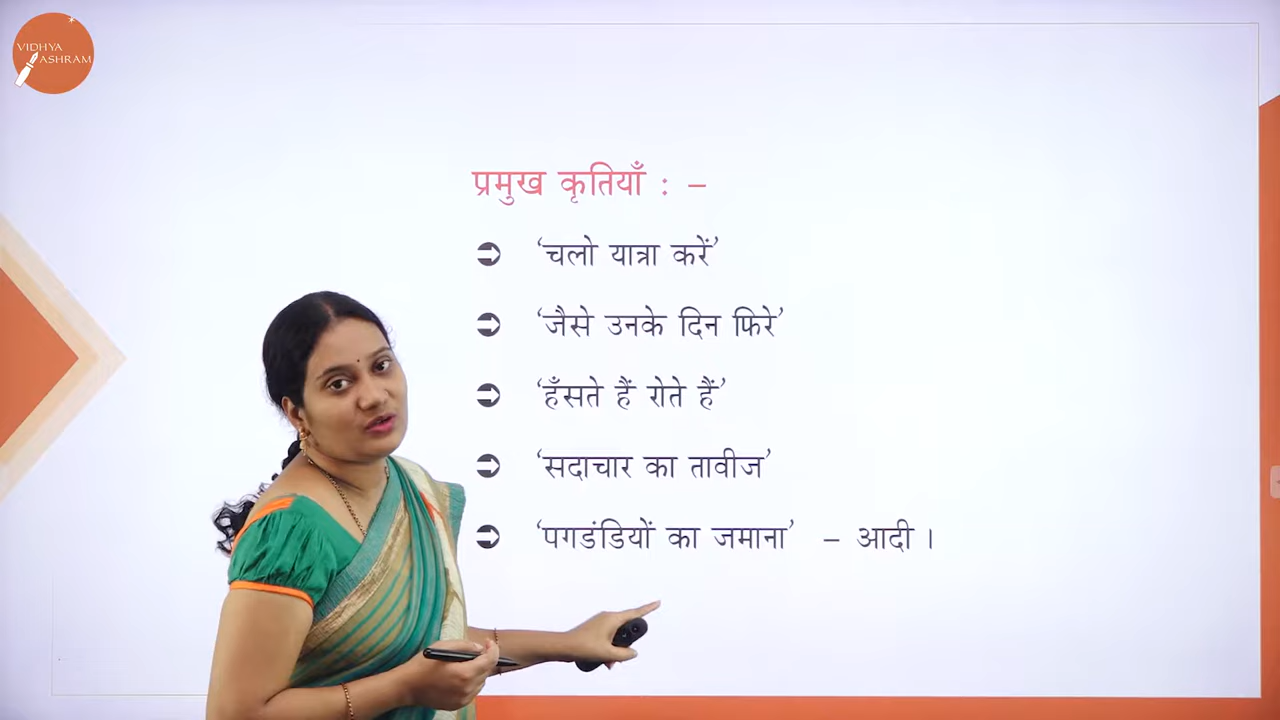 VIDHYA
ASHRAM
प्रमुख कृतियाँ : –
‘चलो यात्रा करें’
‘जैसे उनके दिन फिरे’
‘हँसते हैं रोते हैं’
‘सदाचार का तावीज’
‘पगडंडियों का जमाना’ – आदी ।